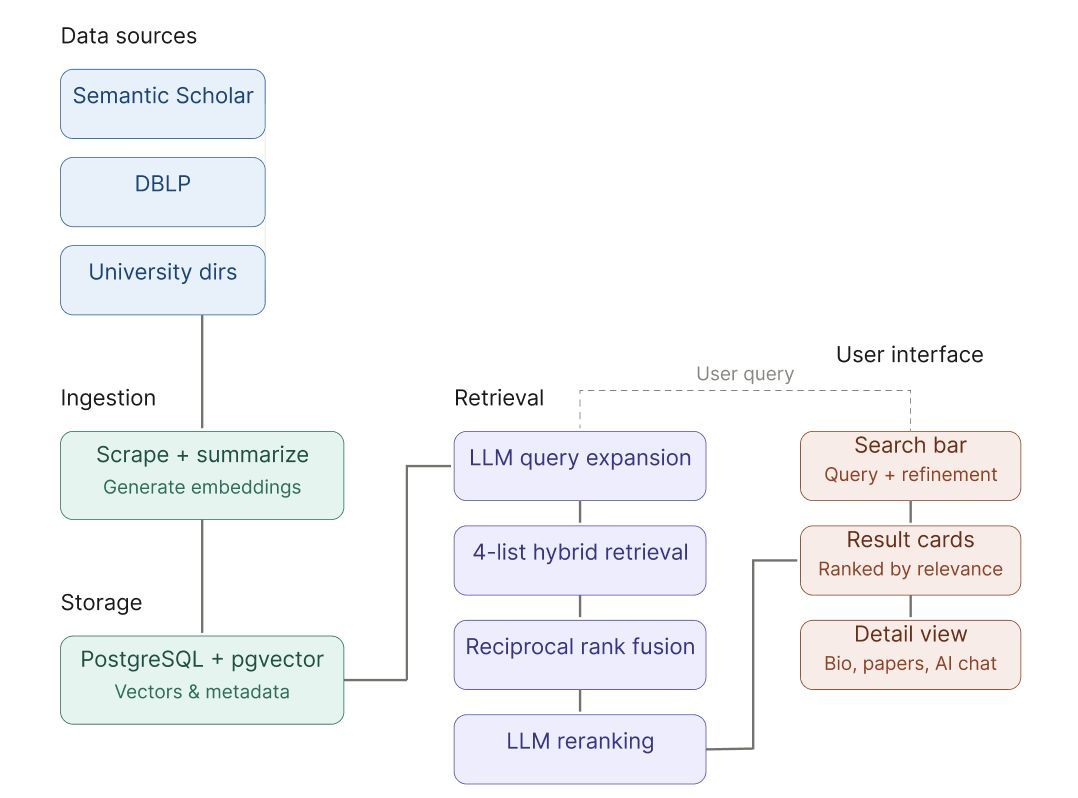 Data sources
Semantic Scholar
DBLP
University dirs
Ingestion
Scrape + summarize
Generate embeddings
Storage
PostgreSQL + pgvector
Vectors & metadata
Retrieval
LLM query expansion
4-list hybrid retrieval
Reciprocal rank fusion
LLM reranking
User query
User interface
Search bar
Query + refinement
Result cards
Ranked by relevance
Detail view
Bio, papers, AI chat